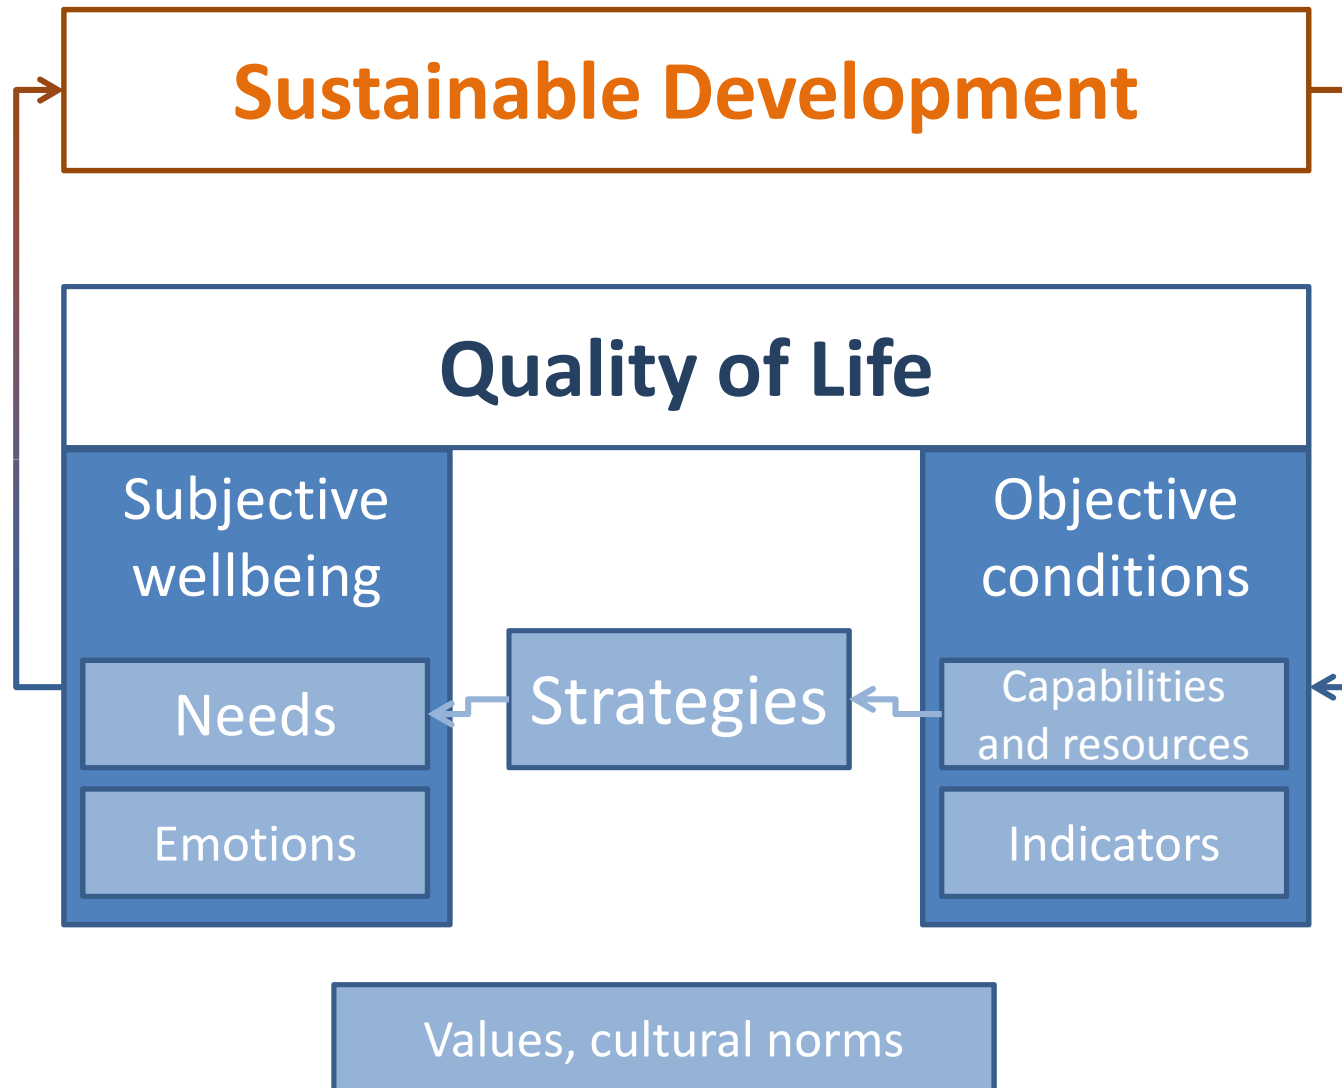 Sustainable Development
Quality of Life
Subjective
wellbeing
Needs
Emotions
Strategies
Objective
conditions
Capabilities
and resources
Indicators
Values, cultural norms